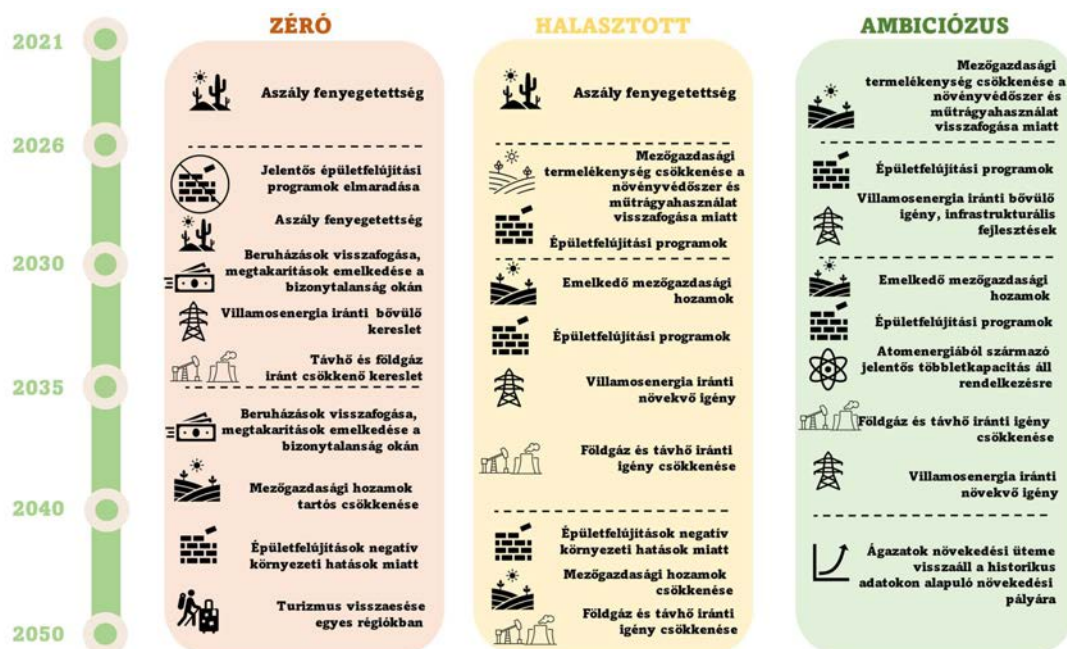 2021
2026
2030
2035
2040
2050
ZÉRÓ
Aszály fenyegetettség
Jelentős épületfelújítási
programok elmaradása
Aszály fenyegetettség
Beruházások visszafogása,
megtakarítások emelkedése a
bizonytalanság okán
Villamosenergia iránti bővülő
kereslet
Távhő és földgáz
iránt csökkenő kereslet
Beruházások visszafogása,
megtakarítások emelkedése a
bizonytalanság okán
Mezőgazdasági hozamok
tartós csökkenése
Épületfelújítások negatív
környezeti hatások miatt
Turizmus visszaesése
egyes régiókban
HALASZTOTT
Aszály fenyegetettség
Mezőgazdasági
termelékenység csökkenése a
növényvédőszer és
műtrágyahasználat
visszafogása miatt
Épületfelújítási programok
Emelkedő mezőgazdasági
hozamok
Épületfelújítási programok
Villamosenergia iránti
növekvő igény
Földgáz és távhő iránti
igény csökkenése
Épületfelújítások negatív
környezeti hatások miatt
Mezőgazdasági hozamok
csökkenése
Földgáz és távhő iránti
igény csökkenése
AMBICIÓZUS
Mezőgazdasági
termelékenység csökkenése a
növényvédőszer és
műtrágyahasználat
visszafogása miatt
Épületfelújítási programok
Villamosenergia iránti bővülő
igény, infrastrukturális
fejlesztések
Emelkedő mezőgazdasági
hozamok
Épületfelújítási programok
Atomenergiából származó
jelentős többletkapacitás áll
rendelkezésre
Földgáz és távhő iránti igény
csökkenése
Villamosenergia iránti
növekvő igény
Ágazatok növekedési üteme
visszaáll a historikus
adatokon alapuló növekedési
pályára